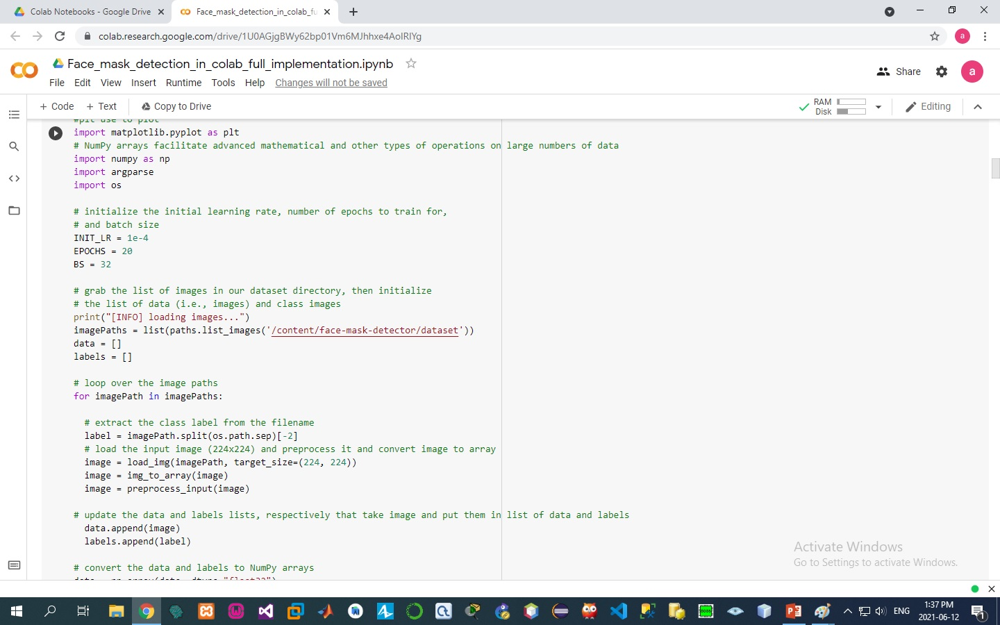 Colab Notebooks - Google Drive
Face_mask_detection_in_colab_fu
colab.research.google.com/drive/1U0AGjgBWy62bp01Vm6MJhhxe4AolRlYg
a
Face_mask_detection_in_colab_full_implementation.ipynb
File Edit View Insert Runtime Tools Help Changes will not be saved
Share
a
+ Code + Text Copy to Drive
RAM
Disk
Editing
#plt use to plot
import matplotlib.pyplot as plt
# NumPy arrays facilitate advanced mathematical and other types of operations on large numbers of data
import numpy as np
import argparse
import os
# initialize the initial learning rate, number of epochs to train for,
# and batch size
INIT_LR = 1e-4
EPOCHS = 20
BS = 32
# grab the list of images in our dataset directory, then initialize
# the list of data (i.e., images) and class images
print("[INFO] loading images...")
imagePaths = list(paths.list_images('/content/face-mask-detector/dataset'))
data = []
labels = []
# loop over the image paths
for imagePath in imagePaths:
# extract the class label from the filename
label = imagePath.split(os.path.sep)[-2]
# load the input image (224x224) and preprocess it and convert image to array
image = load_img(imagePath, target_size=(224, 224))
image = img_to_array(image)
image = preprocess_input(image)
# update the data and labels lists, respectively that take image and put them in list of data and labels
data.append(image)
labels.append(label)
# convert the data and labels to NumPy arrays
data = np.array(data, dtype="float32")
Activate Windows
Go to Settings to activate Windows.
ENG
1:37 PM
2021-06-12
1